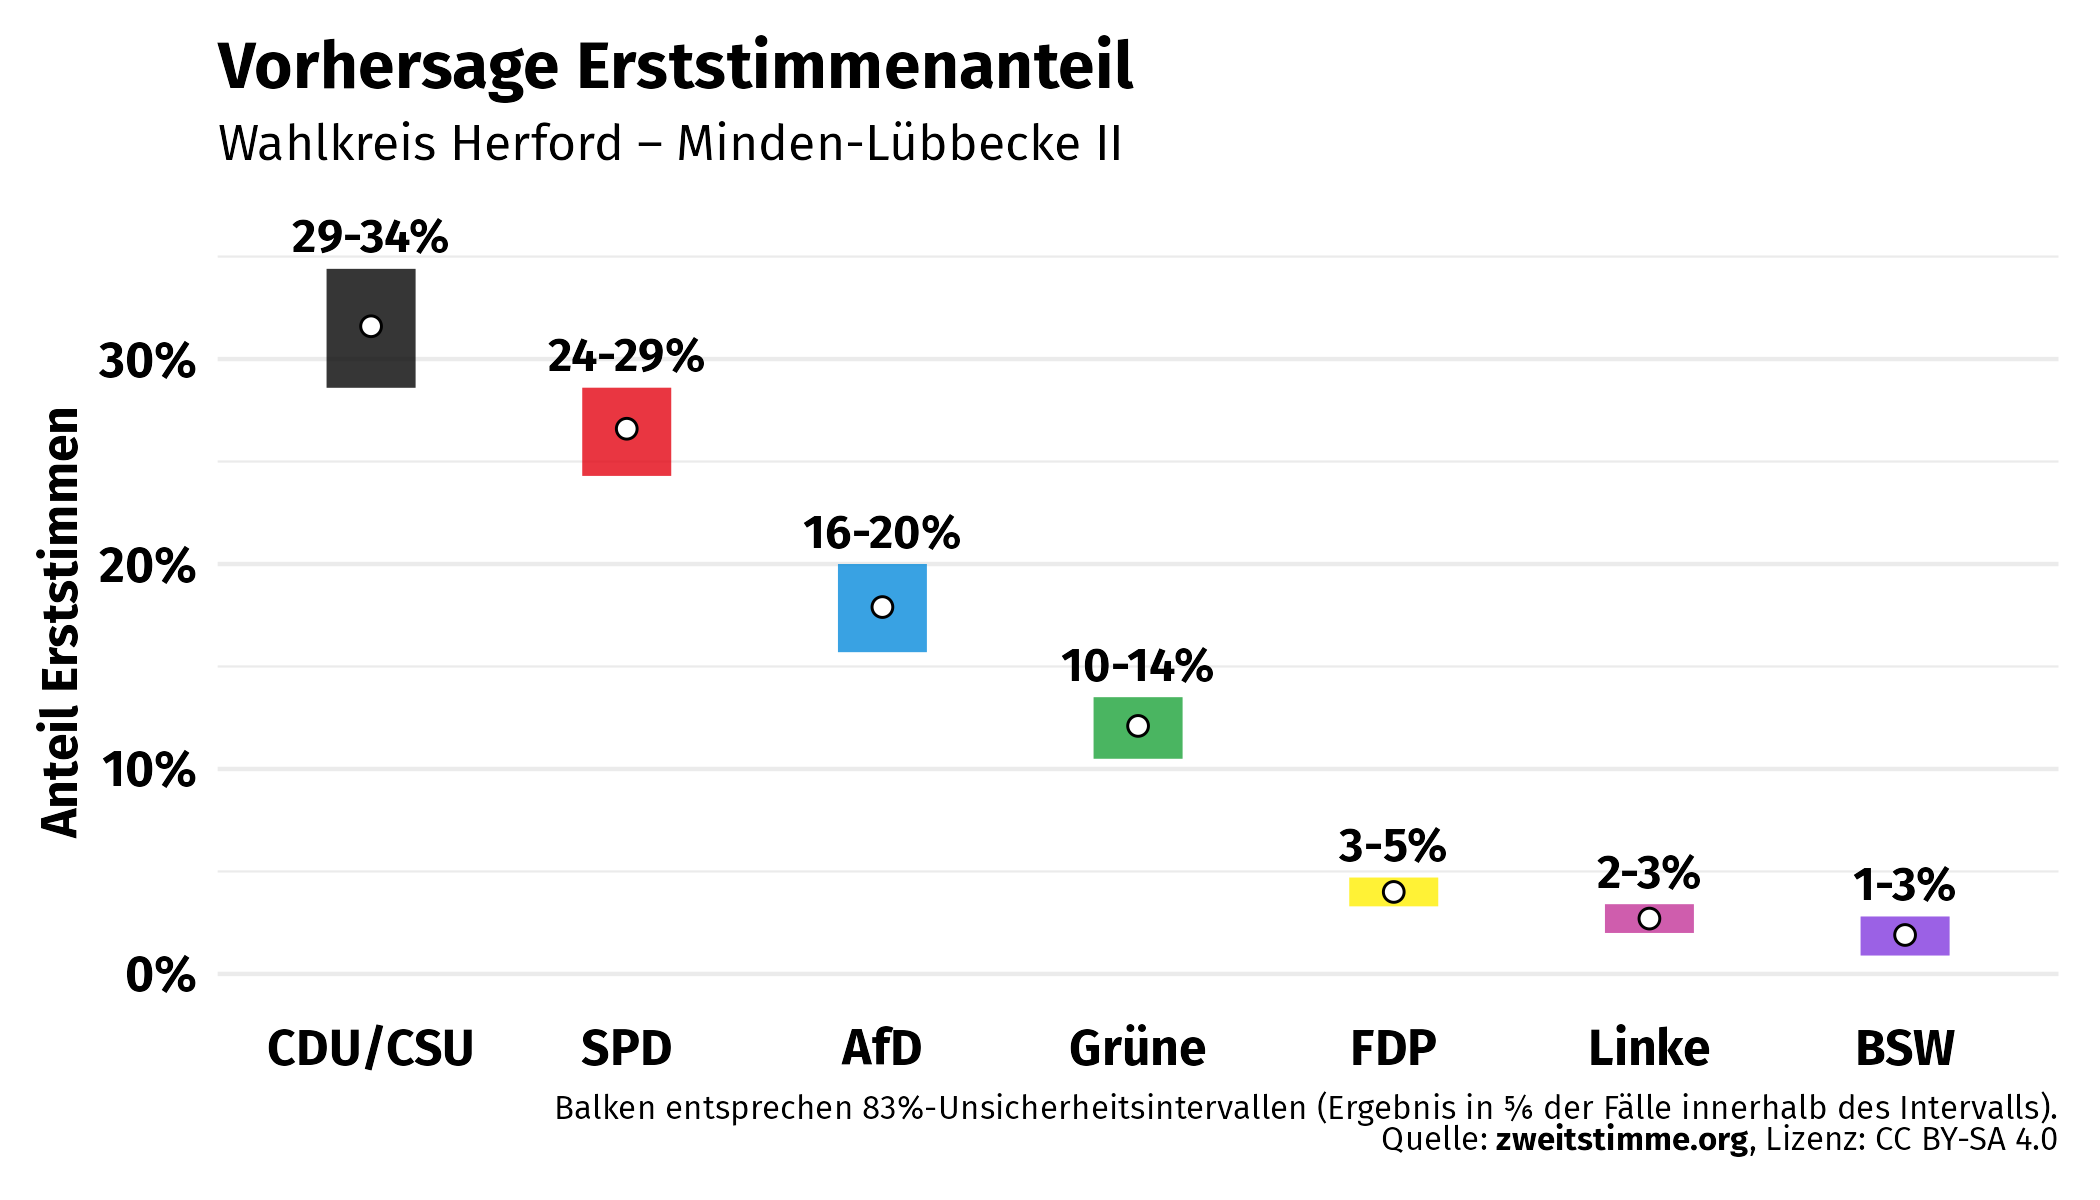 Vorhersage Erststimmenanteil
Wahlkreis Herford – Minden-Lübbecke II
Anteil Erststimmen
30%
20%
10%
0%
29-34%
24-29%
16-20%
10-14%
3-5%
2-3%
1-3%
CDU/CSU SPD AfD Grüne FDP Linke BSW
Balken entsprechen 83%-Unsicherheitsintervallen (Ergebnis in ⅚ der Fälle innerhalb des Intervalls).
Quelle: zweitstimme.org, Lizenz: CC BY-SA 4.0